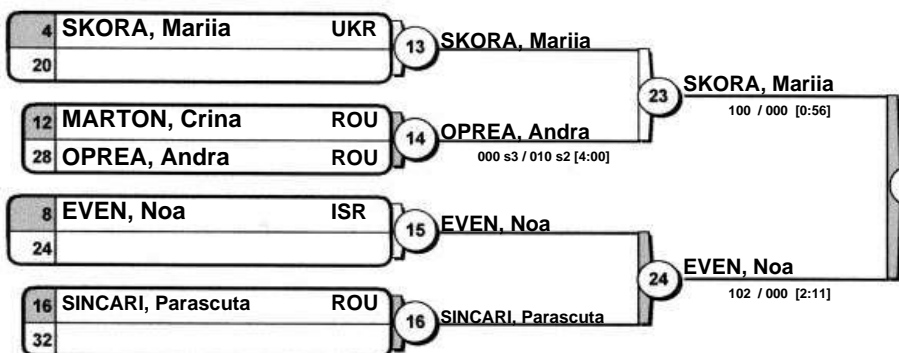 4 SKORA, Mariia UKR
20
13
SKORA, Mariia
12 MARTON, Crina ROU
28 OPREA, Andra ROU
14
OPREA, Andra
000 s3 / 010 s2 [4:00]
23
SKORA, Mariia
100 / 000 [0:56]
8 EVEN, Noa ISR
24
15
EVEN, Noa
16 SINCARI, Parascuta ROU
32
16
SINCARI, Parascuta
24
EVEN, Noa
102 / 000 [2:11]